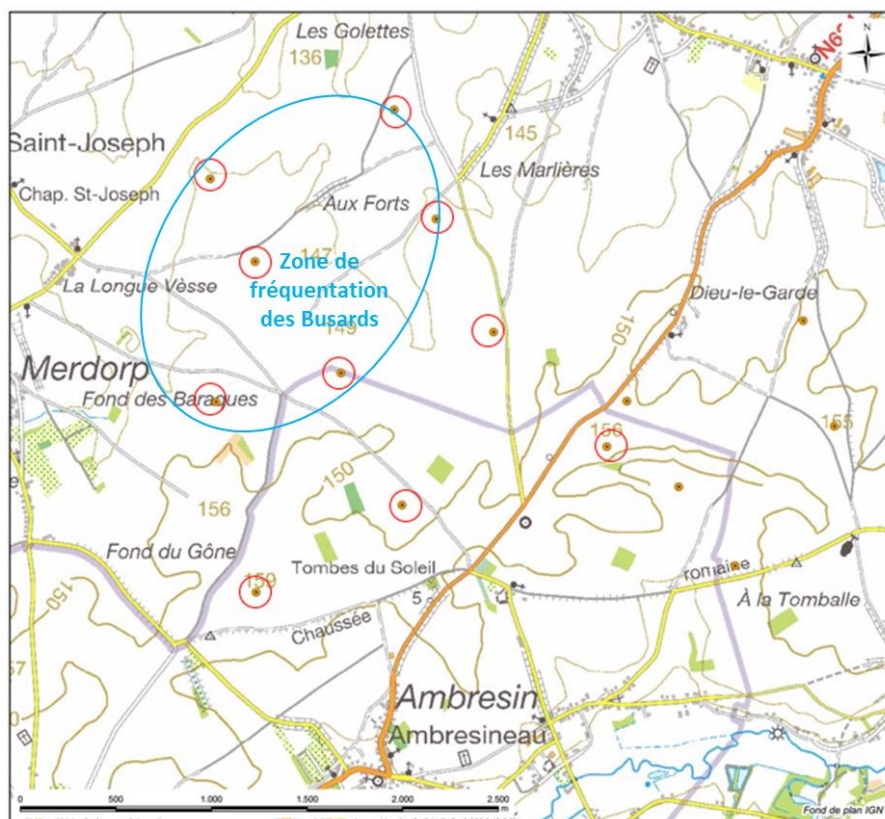 Les Golettes
N
136
Saint-Joseph
145
Les Marlières
Chap. St-Joseph
Aux Forts
147
Zone de
fréquentation
des Busards
La Longue Vèsse
Dieu-le-Garde
150
149
Merdorp
Fond des Baraques
156
155
150
156
Fond du Gône
Tombes du Soleil
romaine
159
5
Chaussée
À la Tomballe
150
Ambresin
Ambresineau
0 500 1.000 1.500 2.000 2.500
m
Fond de plan IGN